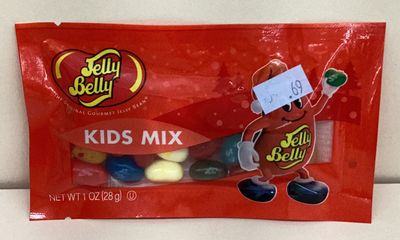 Jelly
Belly
THE ORIGINAL GOURMET JELLY BEAN
KIDS MIX
.69
Jelly
Belly
NET WT 1 OZ (28 g) U